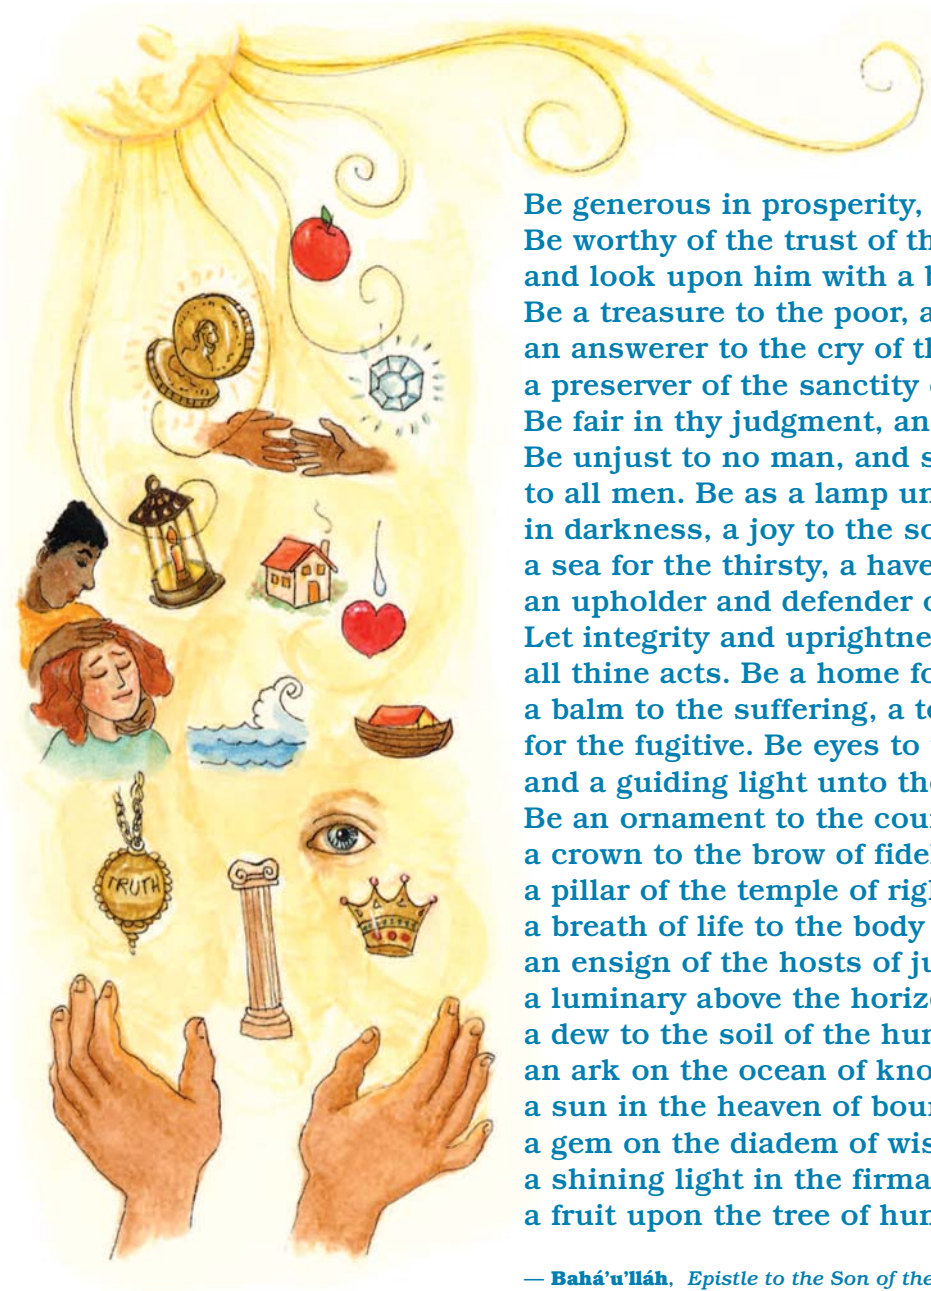 Be generous in prosperity,
Be worthy of the trust of th
and look upon him with a b
Be a treasure to the poor, a
an answerer to the cry of th
a preserver of the sanctity
Be fair in thy judgment, an
Be unjust to no man, and s
to all men. Be as a lamp un
in darkness, a joy to the so
a sea for the thirsty, a have
an upholder and defender o
Let integrity and uprightne
all thine acts. Be a home fo
a balm to the suffering, a to
for the fugitive. Be eyes to
and a guiding light unto the
Be an ornament to the cou
a crown to the brow of fide
a pillar of the temple of rig
a breath of life to the body
an ensign of the hosts of ju
a luminary above the horiz
a dew to the soil of the hu
an ark on the ocean of kno
a sun in the heaven of bou
a gem on the diadem of wis
a shining light in the firma
a fruit upon the tree of hu
— Bahá'u'lláh, Epistle to the Son of the
TRUTH